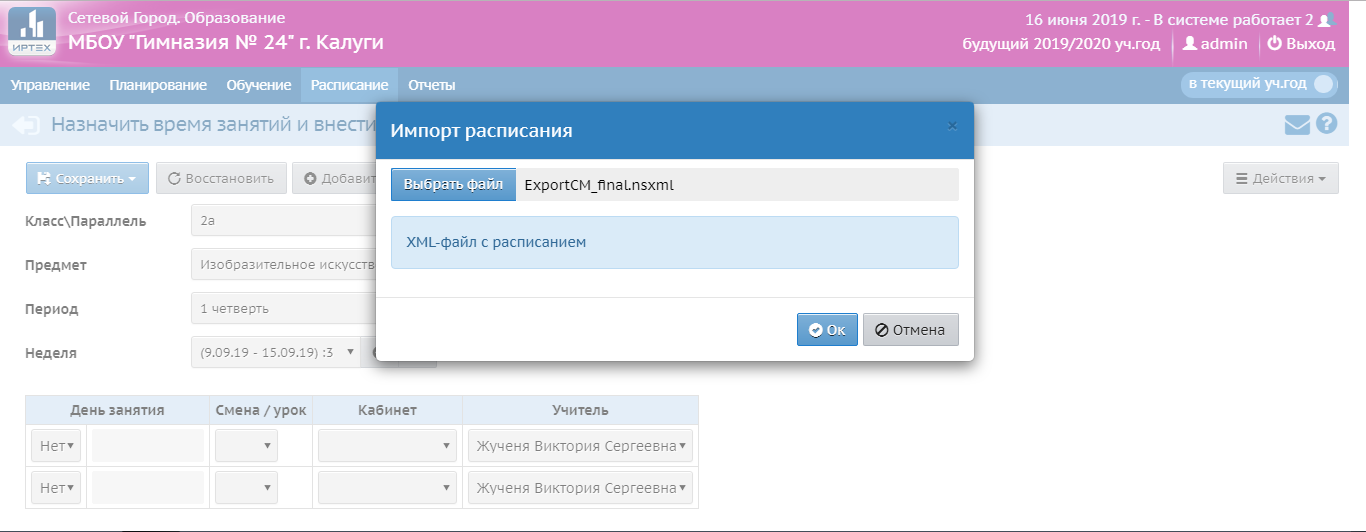 Сетевой Город. Образование
МБОУ "Гимназия № 24" г. Калуги
ИРТЕХ
16 июня 2019 г. - В системе работает 2
будущий 2019/2020 уч.год admin Выход
Управление Планирование Обучение Расписание Отчеты
в текущий уч.год
Назначить время занятий и внести
Импорт расписания ×
Выбрать файл ExportCM_final.nsxml
XML-файл с расписанием
Ок Отмена
Сохранить Восстановить Добавит Действия
Класс\Параллель 2а
Предмет Изобразительное искусств
Период 1 четверть
Неделя (9.09.19 - 15.09.19) :3
День занятия Смена / урок Кабинет Учитель
Нет Жученя Виктория Сергеевна
Нет Жученя Виктория Сергеевна